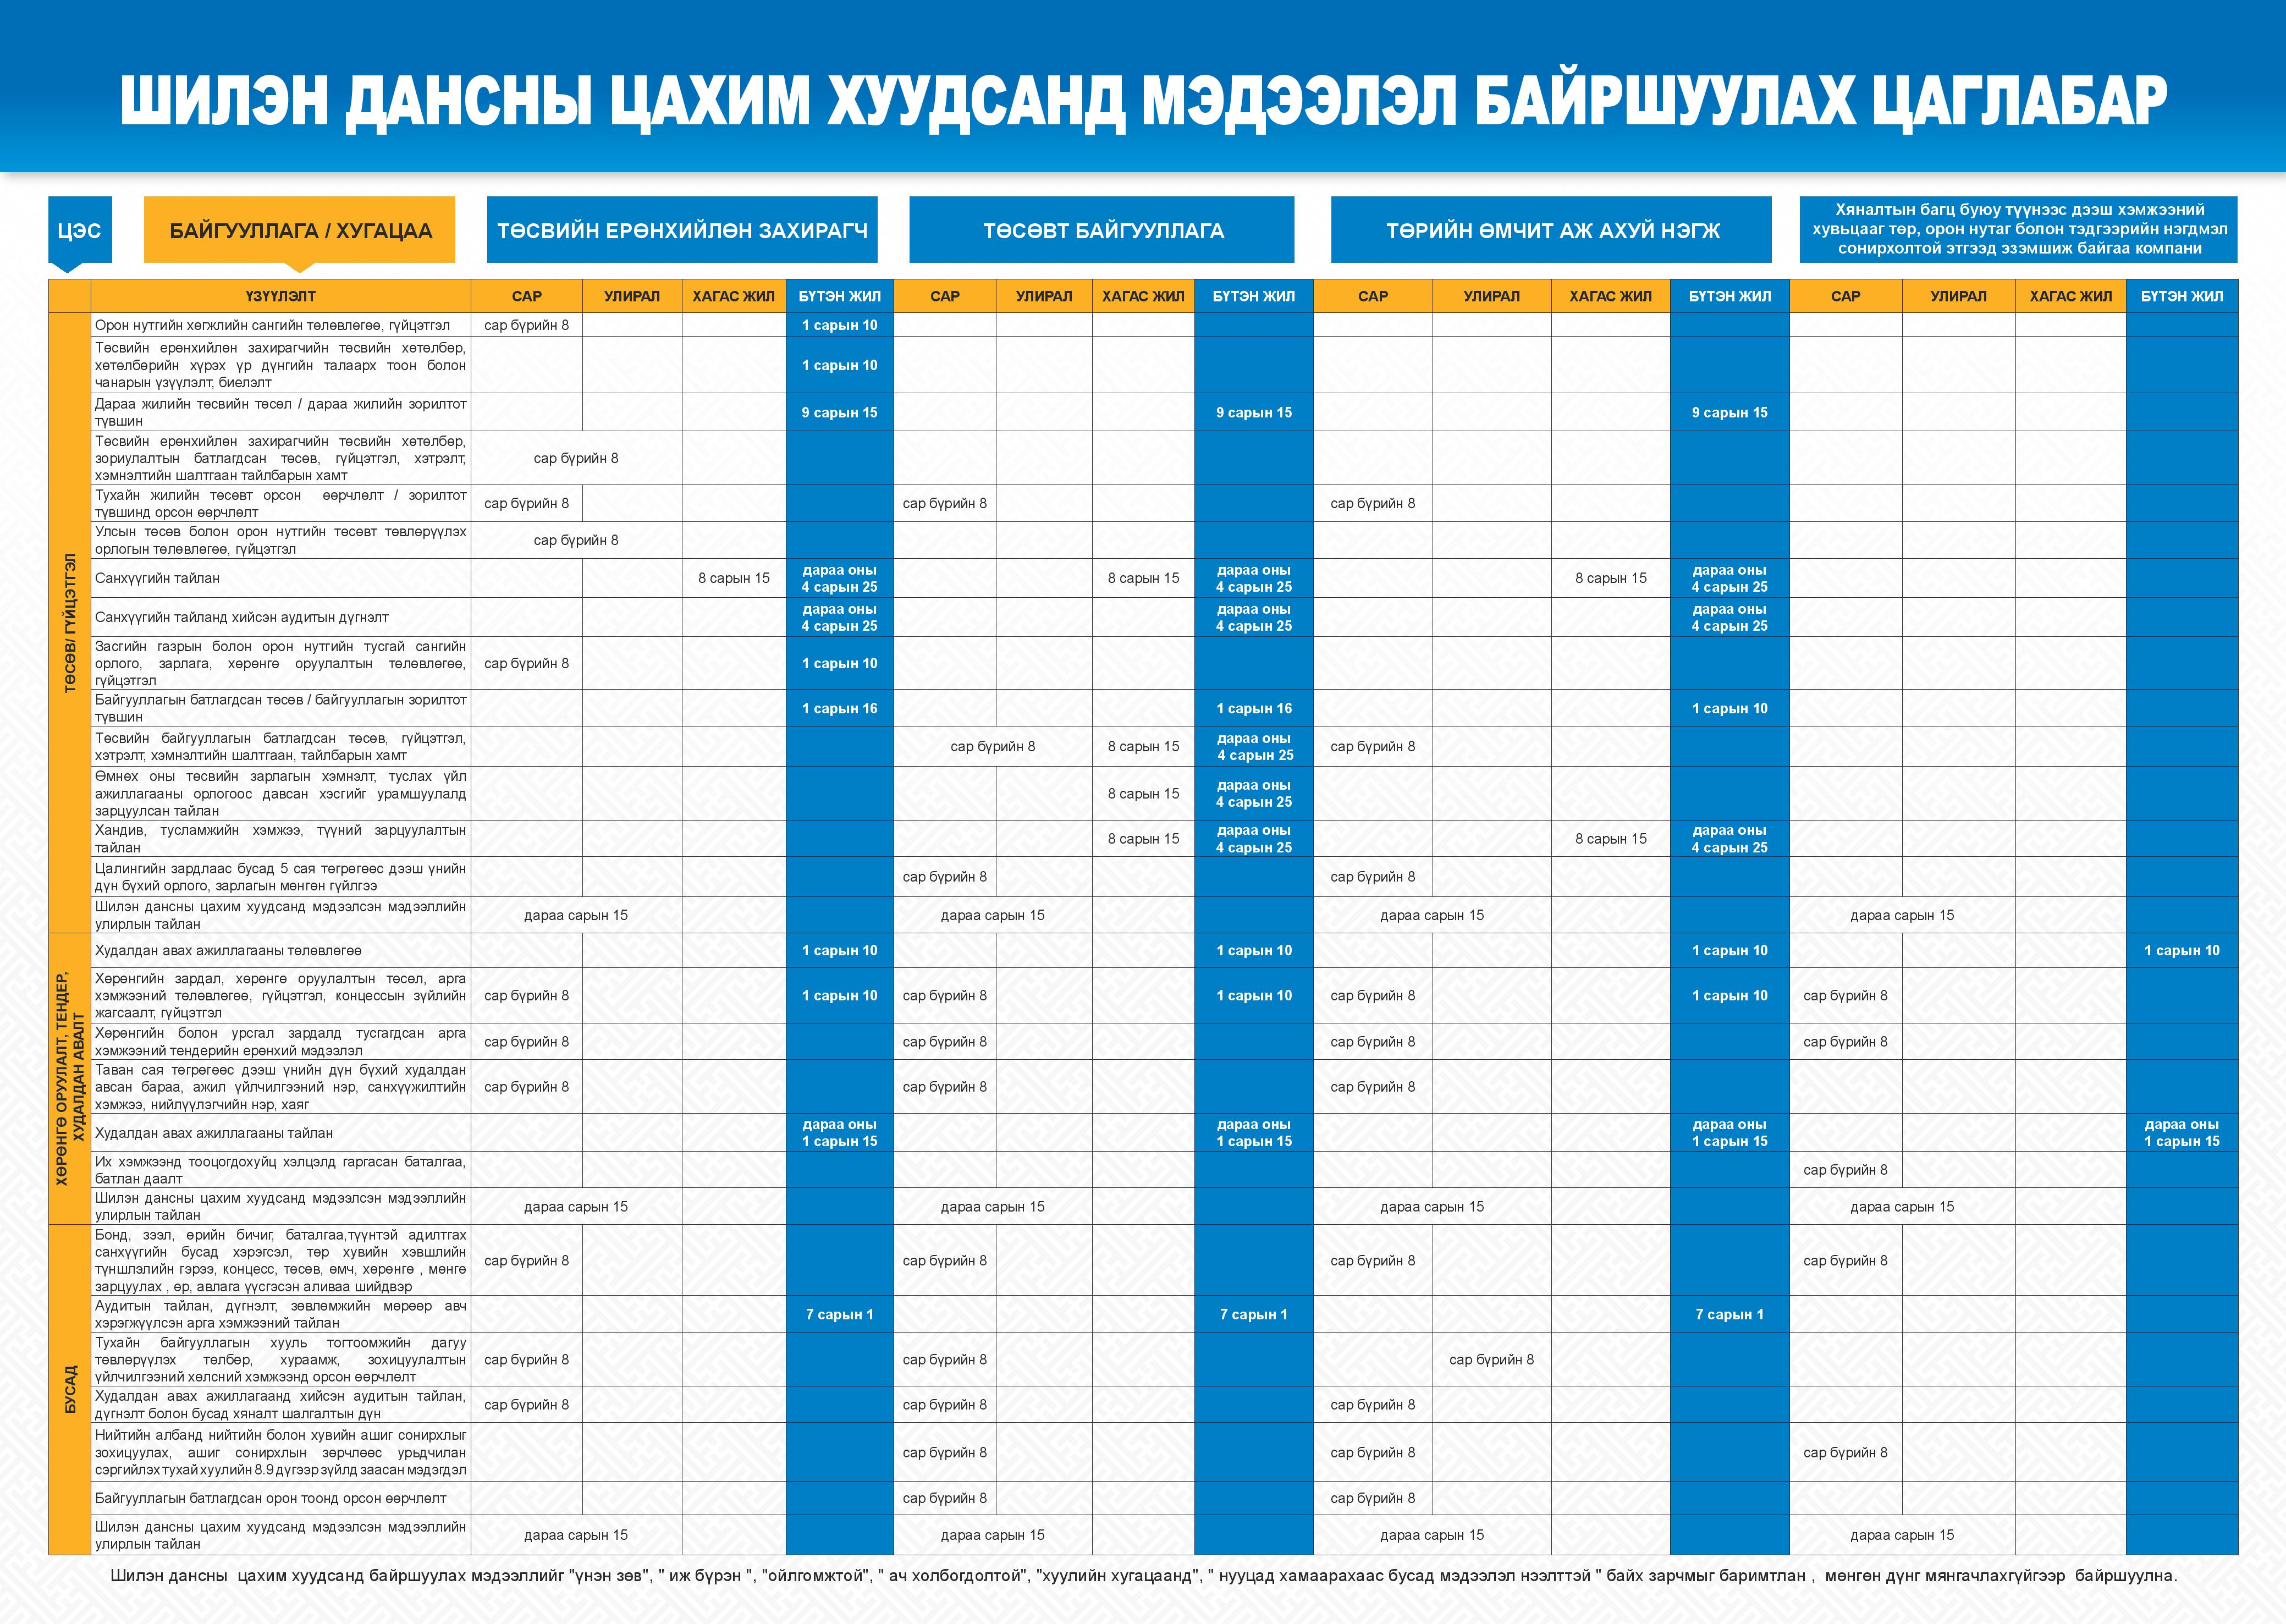 ШИЛЭН ДАНСНЫ ЦАХИМ ХУУДСАНД МЭДЭЭЛЭЛ БАЙРШУУЛАХ ЦАГЛАБАР
ЦЭС
БАЙГУУЛЛАГА / ХУГАЦАА
ТӨСВИЙН ЕРӨНХИЙЛӨН ЗАХИРАГЧ
ТӨСӨВТ БАЙГУУЛЛАГА
ТӨРИЙН ӨМЧИТ АЖ АХУЙ НЭГЖ
Хяналтын багц буюу түүнээс дээш хэмжээний
хувьцааг төр, орон нутаг болон тэдгээрийн нэгдмэл
сонирхолтой этгээд эзэмшиж байгаа компани
ҮЗҮҮЛЭЛТ САР УЛИРАЛ ХАГАС ЖИЛ БҮТЭН ЖИЛ САР УЛИРАЛ ХАГАС ЖИЛ БҮТЭН ЖИЛ САР УЛИРАЛ ХАГАС ЖИЛ БҮТЭН ЖИЛ САР УЛИРАЛ ХАГАС ЖИЛ БҮТЭН ЖИЛ
ТӨСӨВ/ ГҮЙЦЭТГЭЛ
Орон нутгийн хөгжлийн сангийн төлөвлөгөө, гүйцэтгэл
сар бүрийн 8 1 сарын 10
Төсвийн ерөнхийлөн захирагчийн төсвийн хөтөлбөр,
хөтөлбөрийн хүрэх үр дүнгийн талаарх тоон болон
чанарын үзүүлэлт, биелэлт
1 сарын 10
Дараа жилийн төсвийн төсөл / дараа жилийн зорилтот
түвшин
9 сарын 15 9 сарын 15 9 сарын 15
Төсвийн ерөнхийлөн захирагчийн төсвийн хөтөлбөр,
зориулалтын батлагдсан төсөв, гүйцэтгэл, хэтрэлт,
хэмнэлтийн шалтгаан тайлбарын хамт
сар бүрийн 8
Тухайн жилийн төсөвт орсон өөрчлөлт / зорилтот
түвшинд орсон өөрчлөлт
сар бүрийн 8 сар бүрийн 8 сар бүрийн 8
Улсын төсөв болон орон нутгийн төсөвт төвлөрүүлэх
орлогын төлөвлөгөө, гүйцэтгэл
сар бүрийн 8
Санхүүгийн тайлан
8 сарын 15 дараа оны 8 сарын 15 дараа оны 8 сарын 15 дараа оны
4 сарын 25 4 сарын 25 4 сарын 25
Санхүүгийн тайланд хийсэн аудитын дүгнэлт
дараа оны дараа оны дараа оны
4 сарын 25 4 сарын 25 4 сарын 25
Засгийн газрын болон орон нутгийн тусгай сангийн
орлого, зарлага, хөрөнгө оруулалтын төлөвлөгөө,
гүйцэтгэл
сар бүрийн 8 1 сарын 10
Байгууллагын батлагдсан төсөв / байгууллагын зорилтот
түвшин
1 сарын 16 1 сарын 16 1 сарын 10
Төсвийн байгууллагын батлагдсан төсөв, гүйцэтгэл,
хэтрэлт, хэмнэлтийн шалтгаан, тайлбарын хамт
сар бүрийн 8 8 сарын 15 дараа оны сар бүрийн 8
4 сарын 25
Өмнөх оны төсвийн зарлагын хэмнэлт, туслах үйл
ажиллагааны орлогоос давсан хэсгийг урамшуулалд
зарцуулсан тайлан
8 сарын 15 дараа оны
4 сарын 25
Хандив, тусламжийн хэмжээ, түүний зарцуулалтын
тайлан
8 сарын 15 дараа оны 8 сарын 15 дараа оны
4 сарын 25 4 сарын 25
Цалингийн зардлаас бусад 5 сая төгрөгөөс дээш үнийн
дүн бүхий орлого, зарлагын мөнгөн гүйлгээ
сар бүрийн 8 сар бүрийн 8
Шилэн дансны цахим хуудсанд мэдээлсэн мэдээллийн
улирлын тайлан
дараа сарын 15 дараа сарын 15 дараа сарын 15 дараа сарын 15
ХӨРӨНГӨ ОРУУЛАЛТ, ТЕНДЕР,
ХУДАЛДАН АВАЛТ
Худалдан авах ажиллагааны төлөвлөгөө
1 сарын 10 1 сарын 10 1 сарын 10 1 сарын 10
Хөрөнгийн зардал, хөрөнгө оруулалтын төсөл, арга
хэмжээний төлөвлөгөө, гүйцэтгэл, концессын зүйлийн
жагсаалт, гүйцэтгэл
сар бүрийн 8 1 сарын 10 сар бүрийн 8 1 сарын 10 сар бүрийн 8 1 сарын 10 сар бүрийн 8
Хөрөнгийн болон урсгал зардалд тусгагдсан арга
хэмжээний тендерийн ерөнхий мэдээлэл
сар бүрийн 8 сар бүрийн 8 сар бүрийн 8 сар бүрийн 8
Таван сая төгрөгөөс дээш үнийн дүн бүхий худалдан
авсан бараа, ажил үйлчилгээний нэр, санхүүжилтийн
хэмжээ, нийлүүлэгчийн нэр, хаяг
сар бүрийн 8 сар бүрийн 8 сар бүрийн 8
Худалдан авах ажиллагааны тайлан
дараа оны дараа оны дараа оны дараа оны
1 сарын 15 1 сарын 15 1 сарын 15 1 сарын 15
Их хэмжээнд тооцогдохуйц хэлцэлд гаргасан баталгаа,
батлан даалт
сар бүрийн 8
Шилэн дансны цахим хуудсанд мэдээлсэн мэдээллийн
улирлын тайлан
дараа сарын 15 дараа сарын 15 дараа сарын 15 дараа сарын 15
БУСАД
Бонд, зээл, өрийн бичиг, баталгаа,түүнтэй адилтгах
санхүүгийн бусад хэрэгсэл, төр хувийн хэвшлийн
түншлэлийн гэрээ, концесс, төсөв, өмч, хөрөнгө , мөнгө
зарцуулах , өр, авлага үүсгэсэн аливаа шийдвэр
сар бүрийн 8 сар бүрийн 8 сар бүрийн 8 сар бүрийн 8
Аудитын тайлан, дүгнэлт, зөвлөмжийн мөрөөр авч
хэрэгжүүлсэн арга хэмжээний тайлан
7 сарын 1 7 сарын 1 7 сарын 1
Тухайн байгууллагын хууль тогтоомжийн дагуу
төвлөрүүлэх төлбөр, хураамж, зохицуулалтын
үйлчилгээний хөлсний хэмжээнд орсон өөрчлөлт
сар бүрийн 8 сар бүрийн 8 сар бүрийн 8
Худалдан авах ажиллагаанд хийсэн аудитын тайлан,
дүгнэлт болон бусад хяналт шалгалтын дүн
сар бүрийн 8 сар бүрийн 8 сар бүрийн 8
Нийтийн албанд нийтийн болон хувийн ашиг сонирхлыг
зохицуулах, ашиг сонирхлын зөрчлөөс урьдчилан
сэргийлэх тухай хуулийн 8.9 дүгээр зүйлд заасан мэдэгдэл
сар бүрийн 8 сар бүрийн 8 сар бүрийн 8
Байгууллагын батлагдсан орон тоонд орсон өөрчлөлт
сар бүрийн 8 сар бүрийн 8
Шилэн дансны цахим хуудсанд мэдээлсэн мэдээллийн
улирлын тайлан
дараа сарын 15 дараа сарын 15 дараа сарын 15 дараа сарын 15
Шилэн дансны цахим хуудсанд байршуулах мэдээллийг "үнэн зөв", " иж бүрэн ", "ойлгомжтой", " ач холбогдолтой", "хуулийн хугацаанд", " нууцад хамаарахаас бусад мэдээлэл нээлттэй " байх зарчмыг баримтлан , мөнгөн дүнг мянгачлахгүйгээр байршуулна.